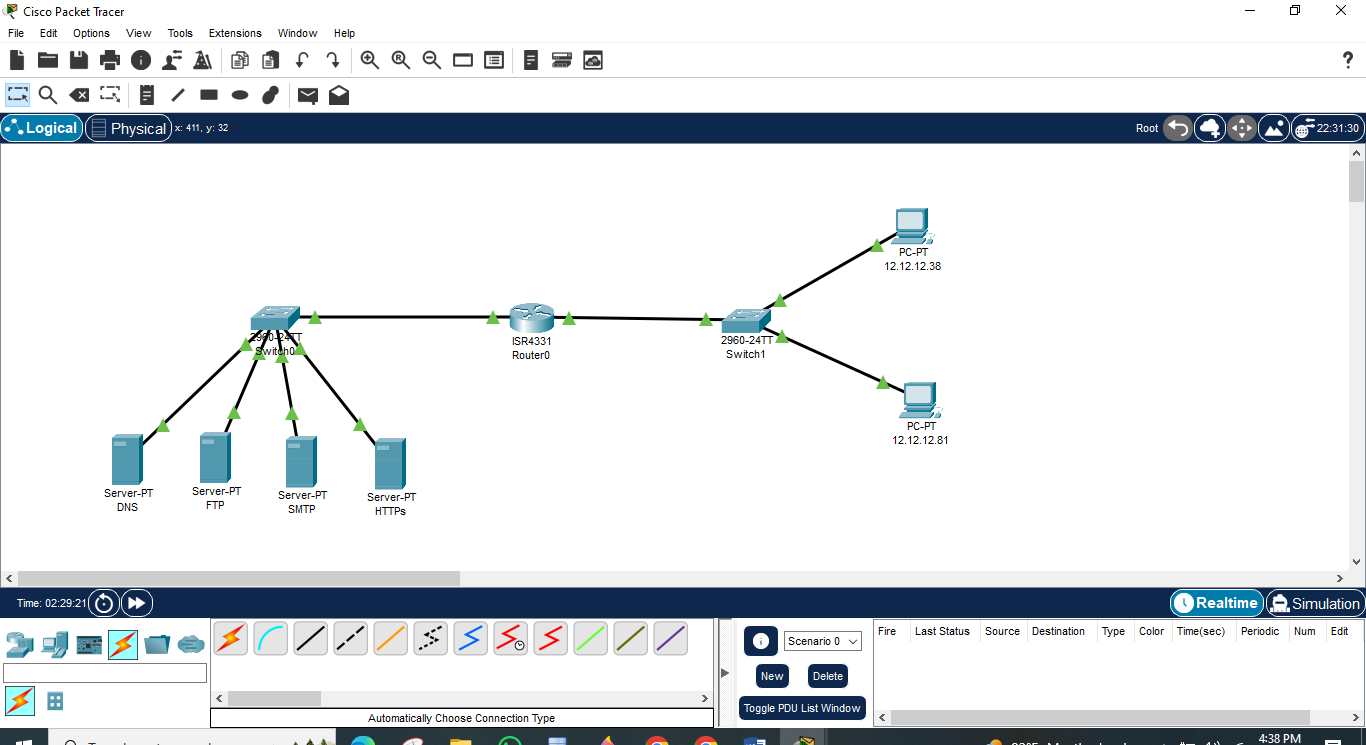 Cisco Packet Tracer
File Edit Options View Tools Extensions Window Help
Logical Physical x: 411, y: 32 Root 22:31:30
PC-PT
12.12.12.38
2960-24TT
Switch0
ISR4331
Router0
2960-24TT
Switch1
PC-PT
12.12.12.81
Server-PT
DNS
Server-PT
FTP
Server-PT
SMTP
Server-PT
HTTPs
Time: 02:29:21 Realtime Simulation
Scenario 0
New Delete
Toggle PDU List Window
Fire Last Status Source Destination Type Color Time(sec) Periodic Num Edit
Automatically Choose Connection Type
4:38 PM